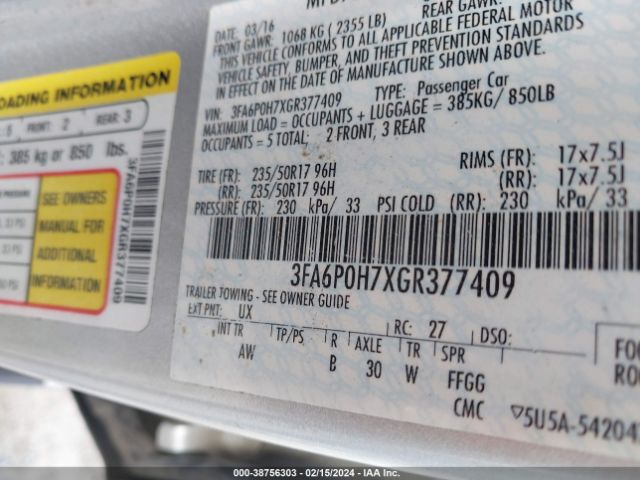 DATE: 03/16
FRONT GAWR: 1068 KG ( 2355 LB) REAR GAWR:
THIS VEHICLE CONFORMS TO ALL APPLICABLE FEDERAL MOTOR
VEHICLE SAFETY, BUMPER, AND THEFT PREVENTION STANDARDS
IN EFFECT ON THE DATE OF MANUFACTURE SHOWN ABOVE.
VIN: 3FA6P0H7XGR377409 TYPE: Passenger Car
MAXIMUM LOAD = OCCUPANTS + LUGGAGE = 385KG/ 850LB
OCCUPANTS = 5 TOTAL; 2 FRONT, 3 REAR
TIRE (FR): 235/50R17 96H RIMS (FR): 17x7.5J
(RR): 235/50R17 96H (RR): 17x7.5J
PRESSURE (FR): 230 kPa/ 33 PSI COLD (RR): 230 kPa/ 33
3FA6P0H7XGR377409
TRAILER TOWING - SEE OWNER GUIDE
EXT PNT: UX RC: 27 DSO:
INT TR TP/PS R AXLE TR SPR
AW B 30 W FFGG
CMC 5U5A-54204
LOADING INFORMATION
: 5 FRONT: 2 REAR: 3
: 385 kg or 850 lbs.
SEE OWNERS
MANUAL FOR
ADDITIONAL
INFORMATION
3FA6P0H7XGR377409
000-38756303 - 02/15/2024 - IAA Inc.